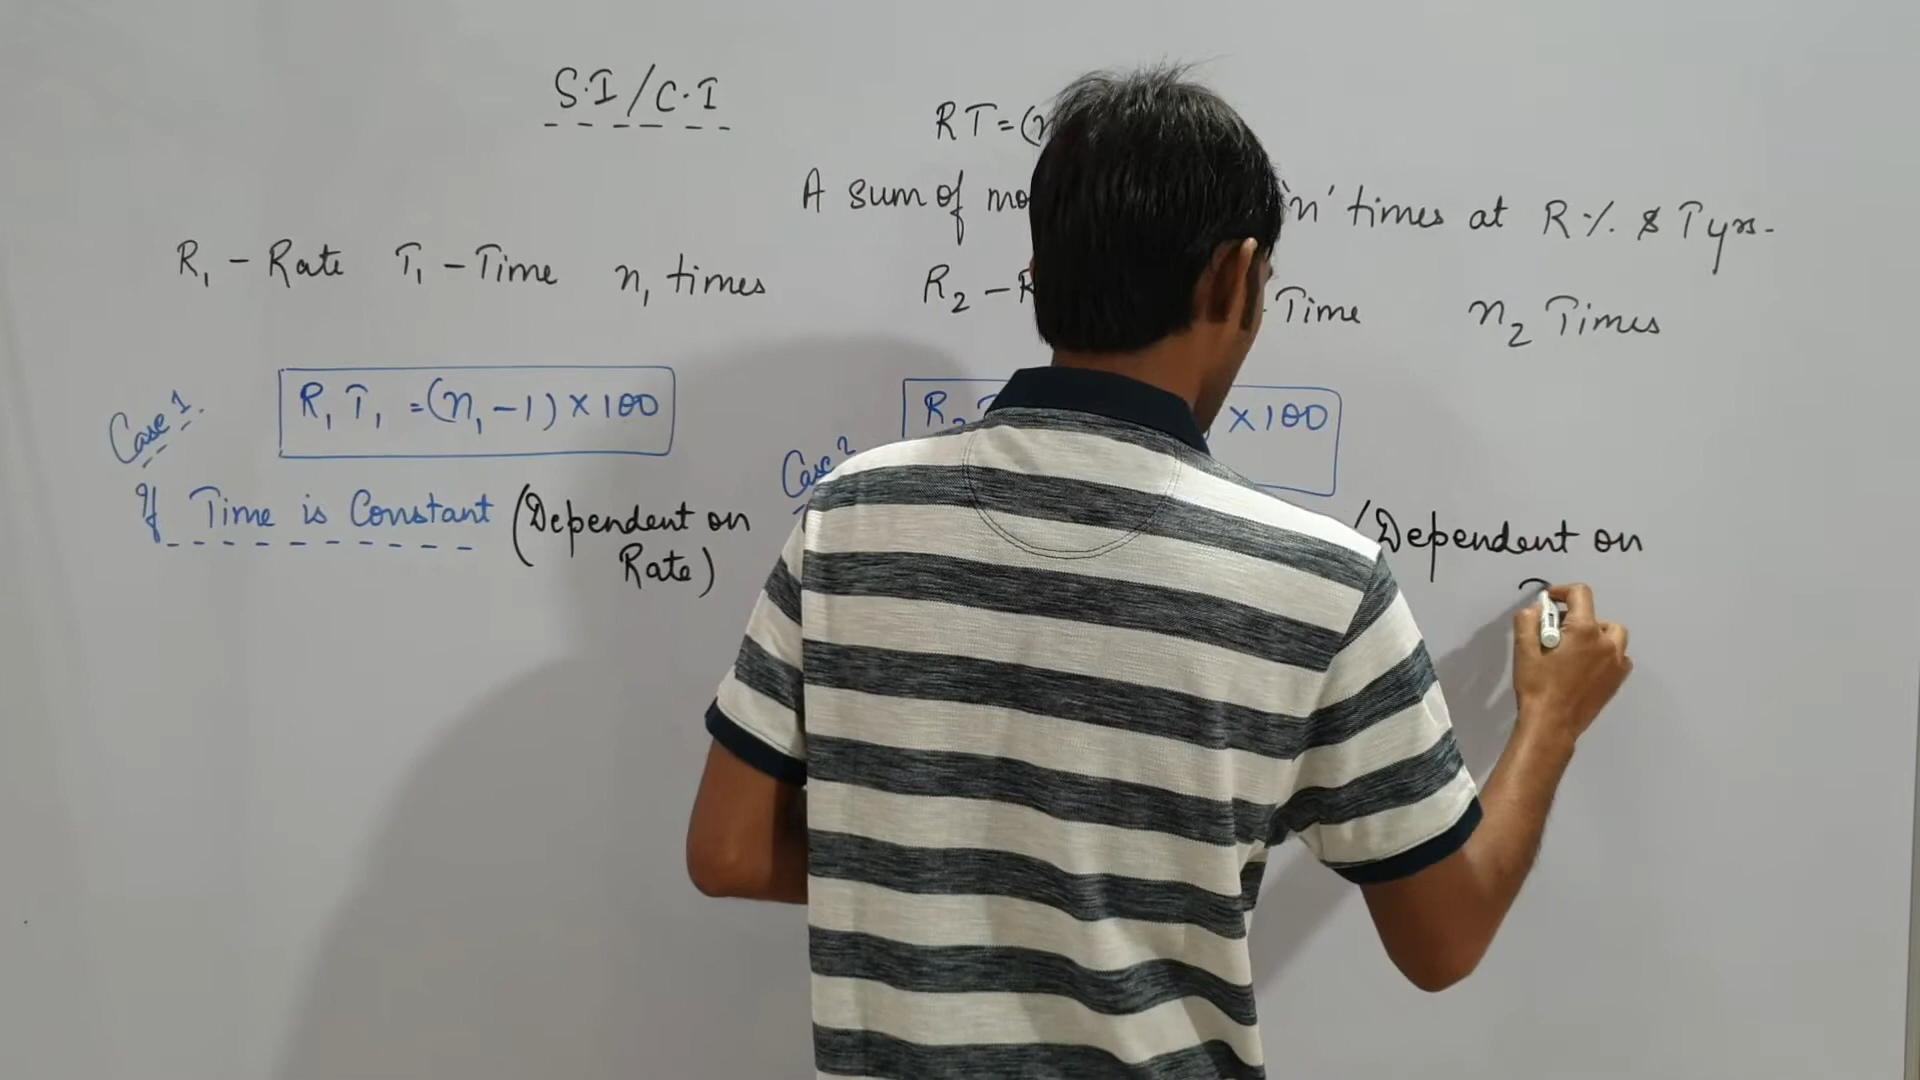 S.I/C.I
RT=(
A sum of 'n' times at R% & T yrs.
R₁ - Rate T₁ - Time n₁ times
R₂ - Time n₂ Times
Case 1.
R₁ T₁ = (n₁ - 1) × 100
R₂ × 100
Case 2
If Time is Constant (Dependent on
Rate)
(Dependent on